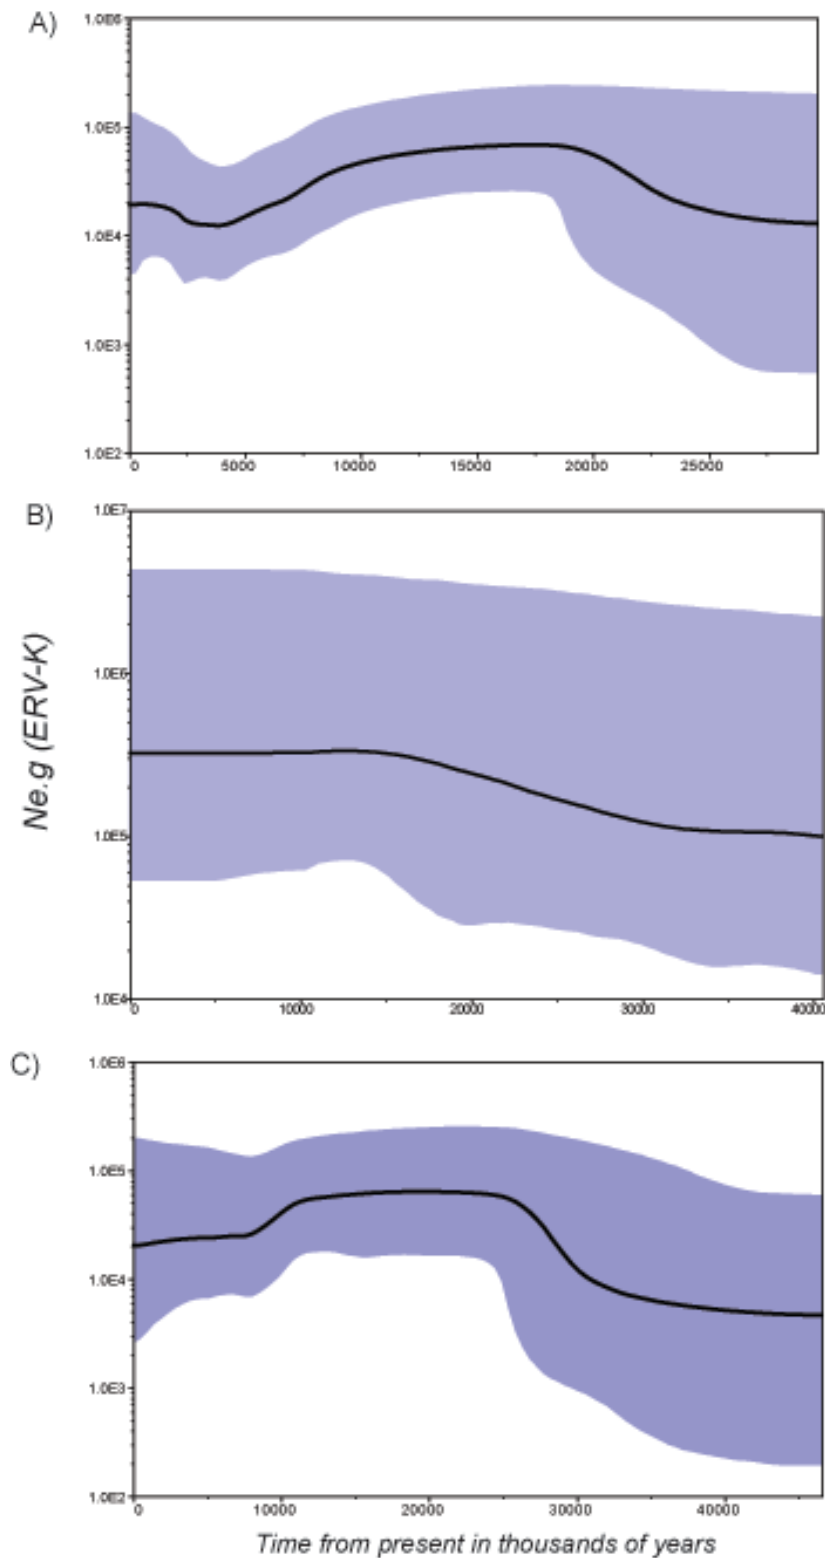 A)
1.0E6
1.0E5
1.0E4
1.0E3
1.0E2
0 5000 10000 15000 20000 25000
B)
1.0E7
1.0E6
1.0E5
1.0E4
0 10000 20000 30000 40000
Ne.g (ERV-K)
C)
1.0E6
1.0E5
1.0E4
1.0E3
1.0E2
0 10000 20000 30000 40000
Time from present in thousands of years